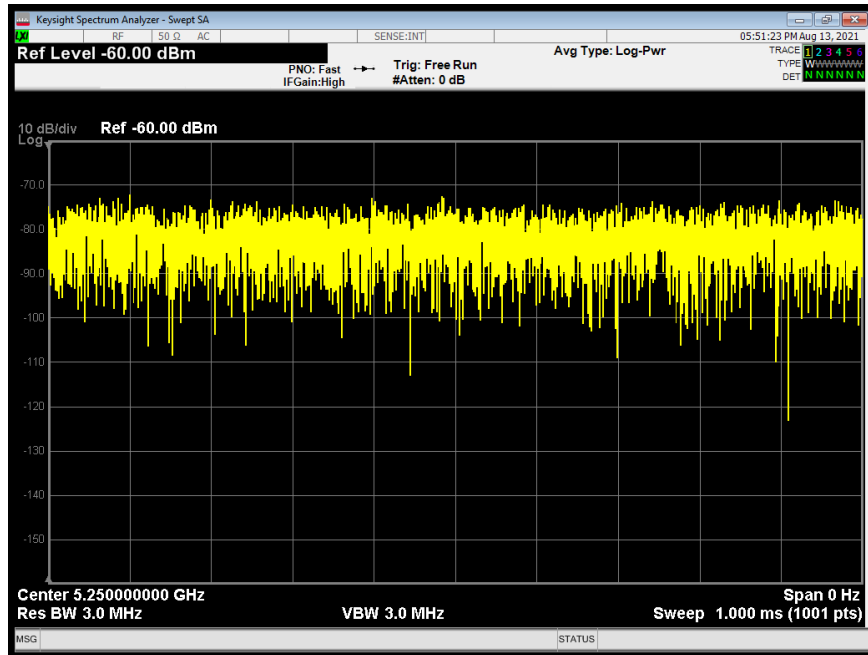 Keysight Spectrum Analyzer - Swept SA
LXI RF 50 Ω AC SENSE:INT 05:51:23 PM Aug 13, 2021
Ref Level -60.00 dBm Avg Type: Log-Pwr TRACE 1 2 3 4 5 6
PNO: Fast Trig: Free Run TYPE WWWWWW
IFGain:High #Atten: 0 dB DET N N N N N N
10 dB/div Ref -60.00 dBm
Log
-70.0
-80.0
-90.0
-100
-110
-120
-130
-140
-150
Center 5.250000000 GHz Span 0 Hz
Res BW 3.0 MHz VBW 3.0 MHz Sweep 1.000 ms (1001 pts)
MSG STATUS